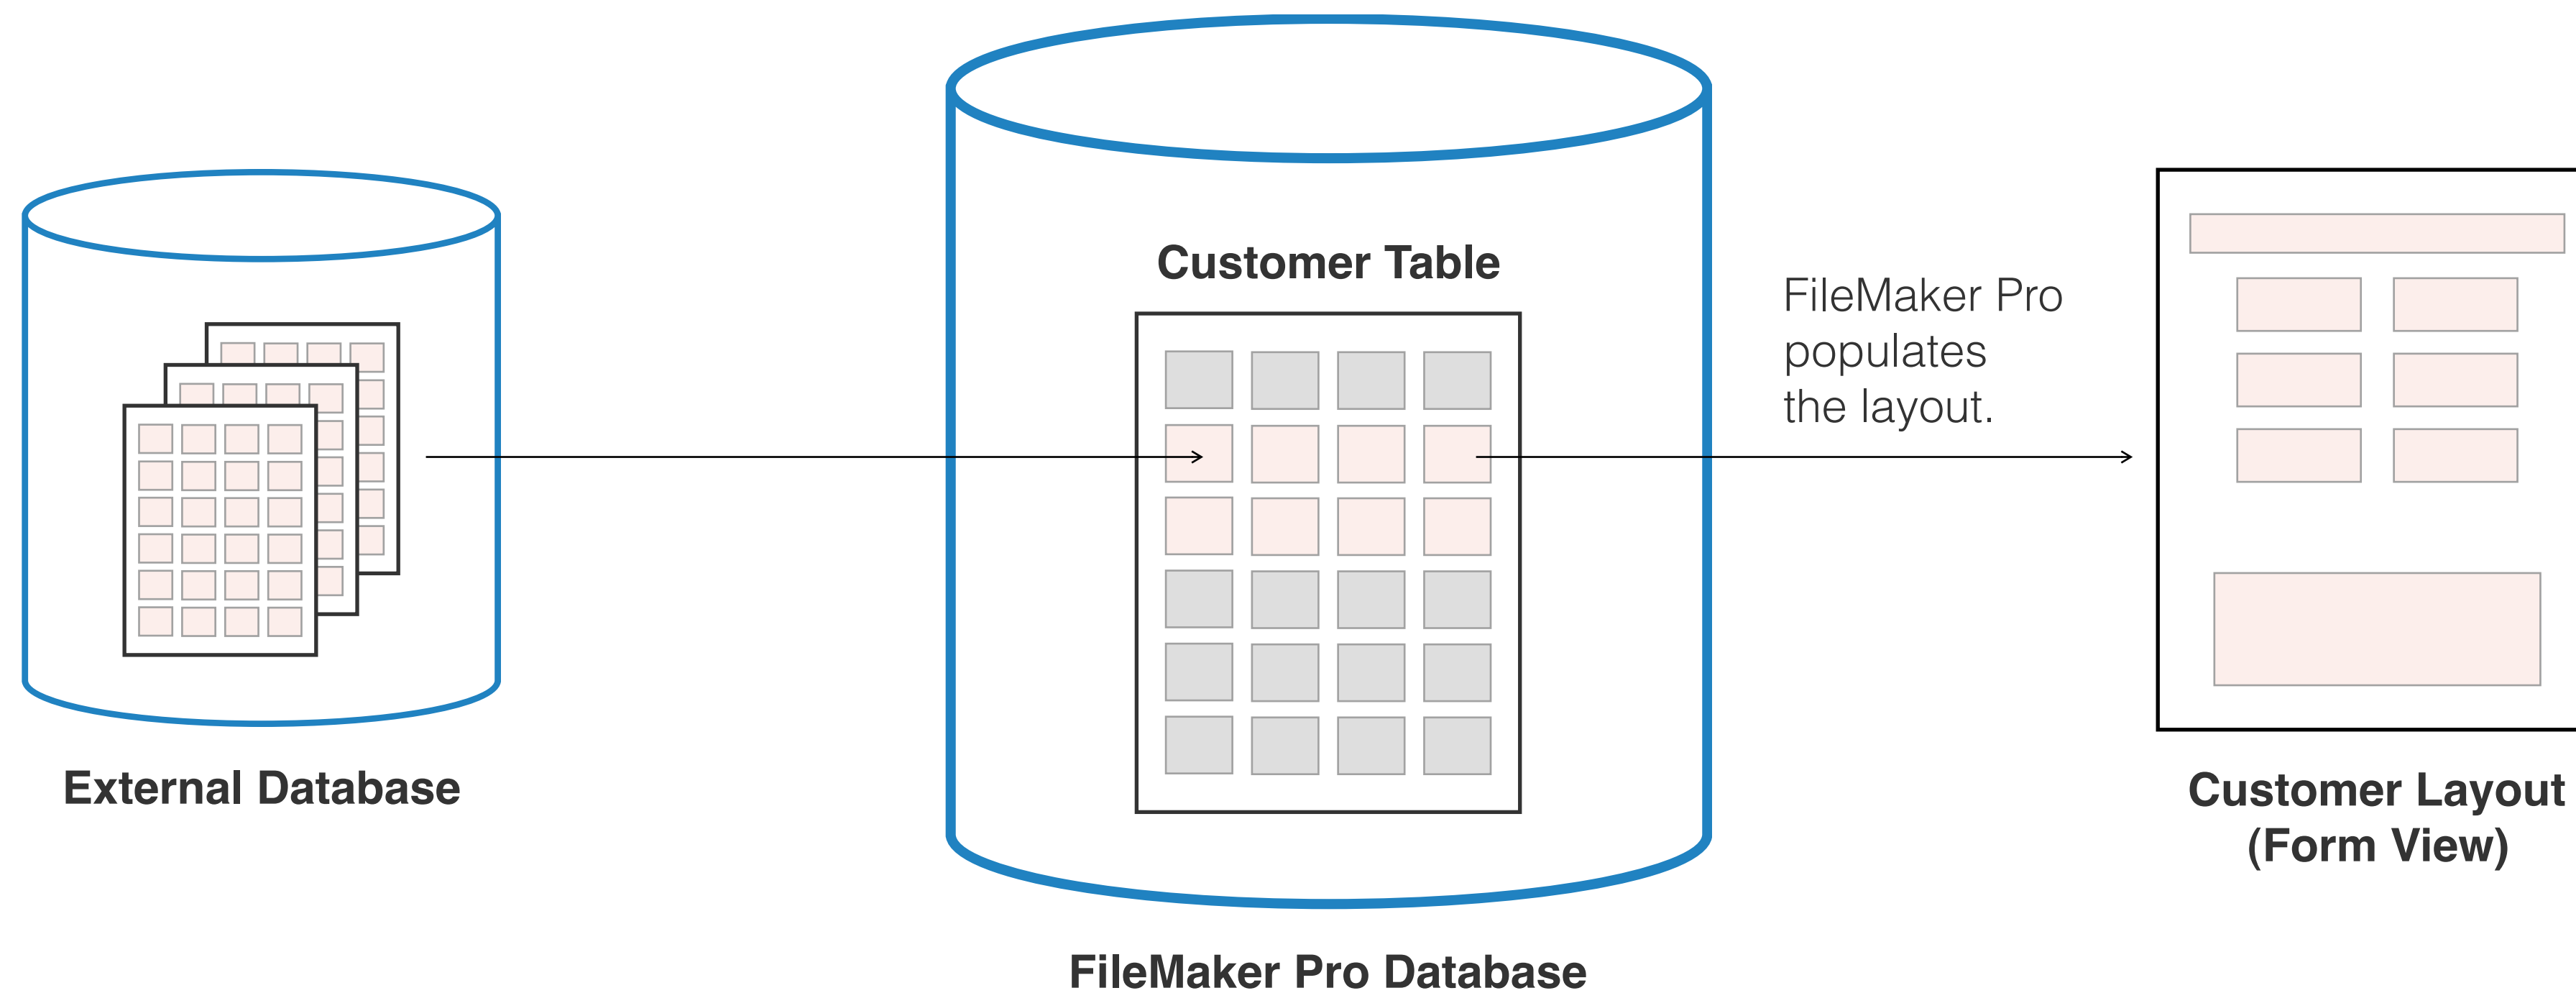 Customer Table
FileMaker Pro
populates
the layout.
External Database
Customer Layout
(Form View)
FileMaker Pro Database